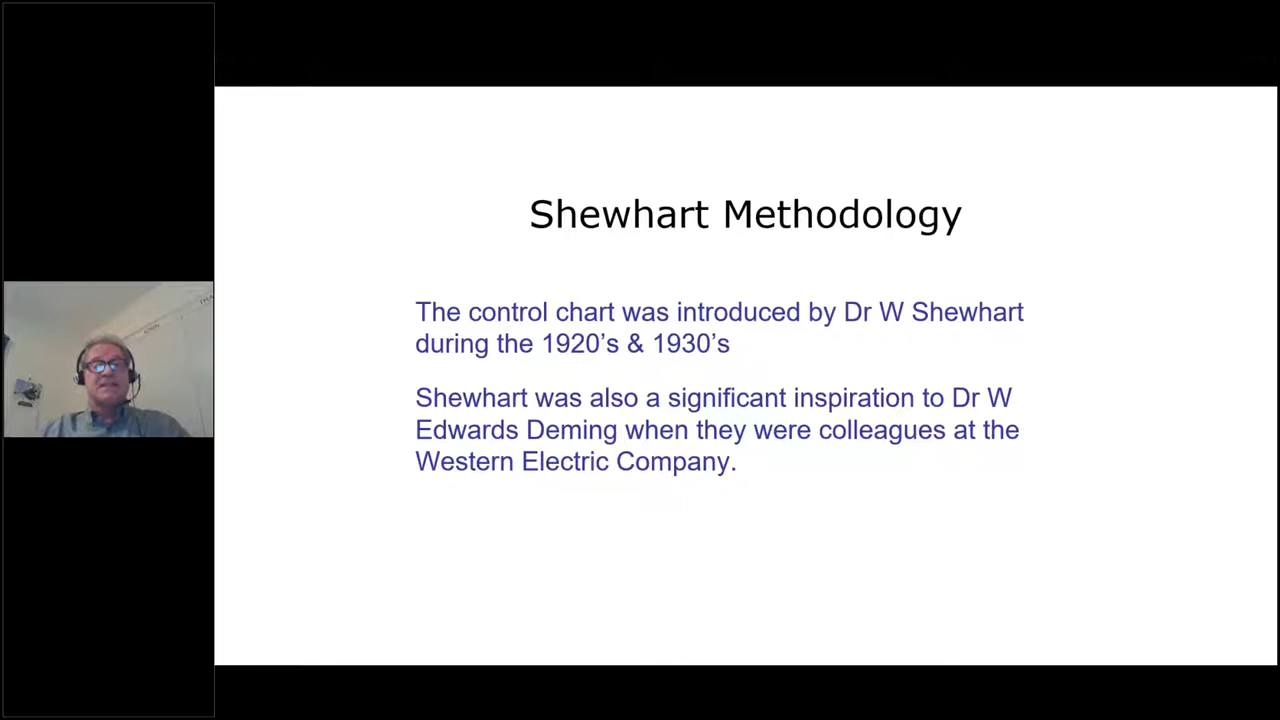 Shewhart Methodology
The control chart was introduced by Dr W Shewhart
during the 1920’s & 1930’s
Shewhart was also a significant inspiration to Dr W
Edwards Deming when they were colleagues at the
Western Electric Company.